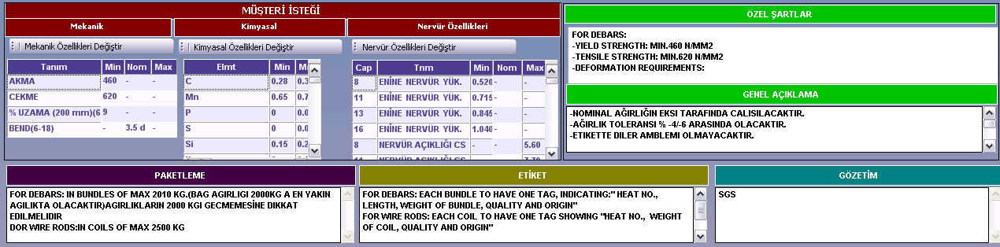 MÜŞTERİ İSTEĞİ
Mekanik
Kimyasal
Nervür Özellikleri
Mekanik Özellikleri Değiştir
Kimyasal Özellikleri Değiştir
Nervür Özellikleri Değiştir
Tanım Min Nom Max
AKMA 460 - -
CEKME 620 - -
% UZAMA (200 mm)(6 9 - -
BEND(6-18) - 3.5 d -
Elmt Min
C 0.28 0.3
Mn 0.65 0.7
P 0 0.0
S 0 0.0
Si 0.15 0.2
Cap Tnm Min Nom Max
8 ENİNE NERVÜR YÜK. 0.520 - -
11 ENİNE NERVÜR YÜK. 0.715 - -
13 ENİNE NERVÜR YÜK. 0.845 - -
16 ENİNE NERVÜR YÜK. 1.040 - -
8 NERVÜR AÇIKLIĞI CS - - 5.60
11 NERVÜR AÇIKLIĞI CS - - 7.70
ÖZEL ŞARTLAR
FOR DEBARS:
-YIELD STRENGTH: MIN.460 N/MM2
-TENSILE STRENGTH: MIN.620 N/MM2
-DEFORMATION REQUIREMENTS:
GENEL AÇIKLAMA
-NOMINAL AĞIRLIĞIN EKSI TARAFINDA CALISILACAKTIR.
-AĞIRLIK TOLERANSI % -4/-6 ARASINDA OLACAKTIR.
-ETIKETTE DILER AMBLEMI OLMAYACAKTIR.
PAKETLEME
FOR DEBARS: IN BUNDLES OF MAX 2010 KG.(BAG AGIRLIGI 2000KG A EN YAKIN
AGILIKTA OLACAKTIR)AGIRLIKLARIN 2000 KGI GECMEMESİNE DIKKAT
EDILMELIDIR
DOR WIRE RODS:IN COILS OF MAX 2500 KG
ETİKET
FOR DEBARS: EACH BUNDLE TO HAVE ONE TAG, INDICATING:" HEAT NO.,
LENGTH, WEIGHT OF BUNDLE, QUALITY AND ORIGIN"
FOR WIRE RODS: EACH COIL TO HAVE ONE TAG SHOWING "HEAT NO., WEIGHT
OF COIL, QUALITY AND ORIGIN"
GÖZETİM
SGS